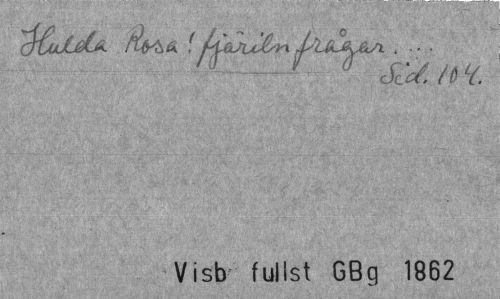 Hulda Rosa! fjäriln frågar....
Sid. 104.
Visb fullst GBg 1862